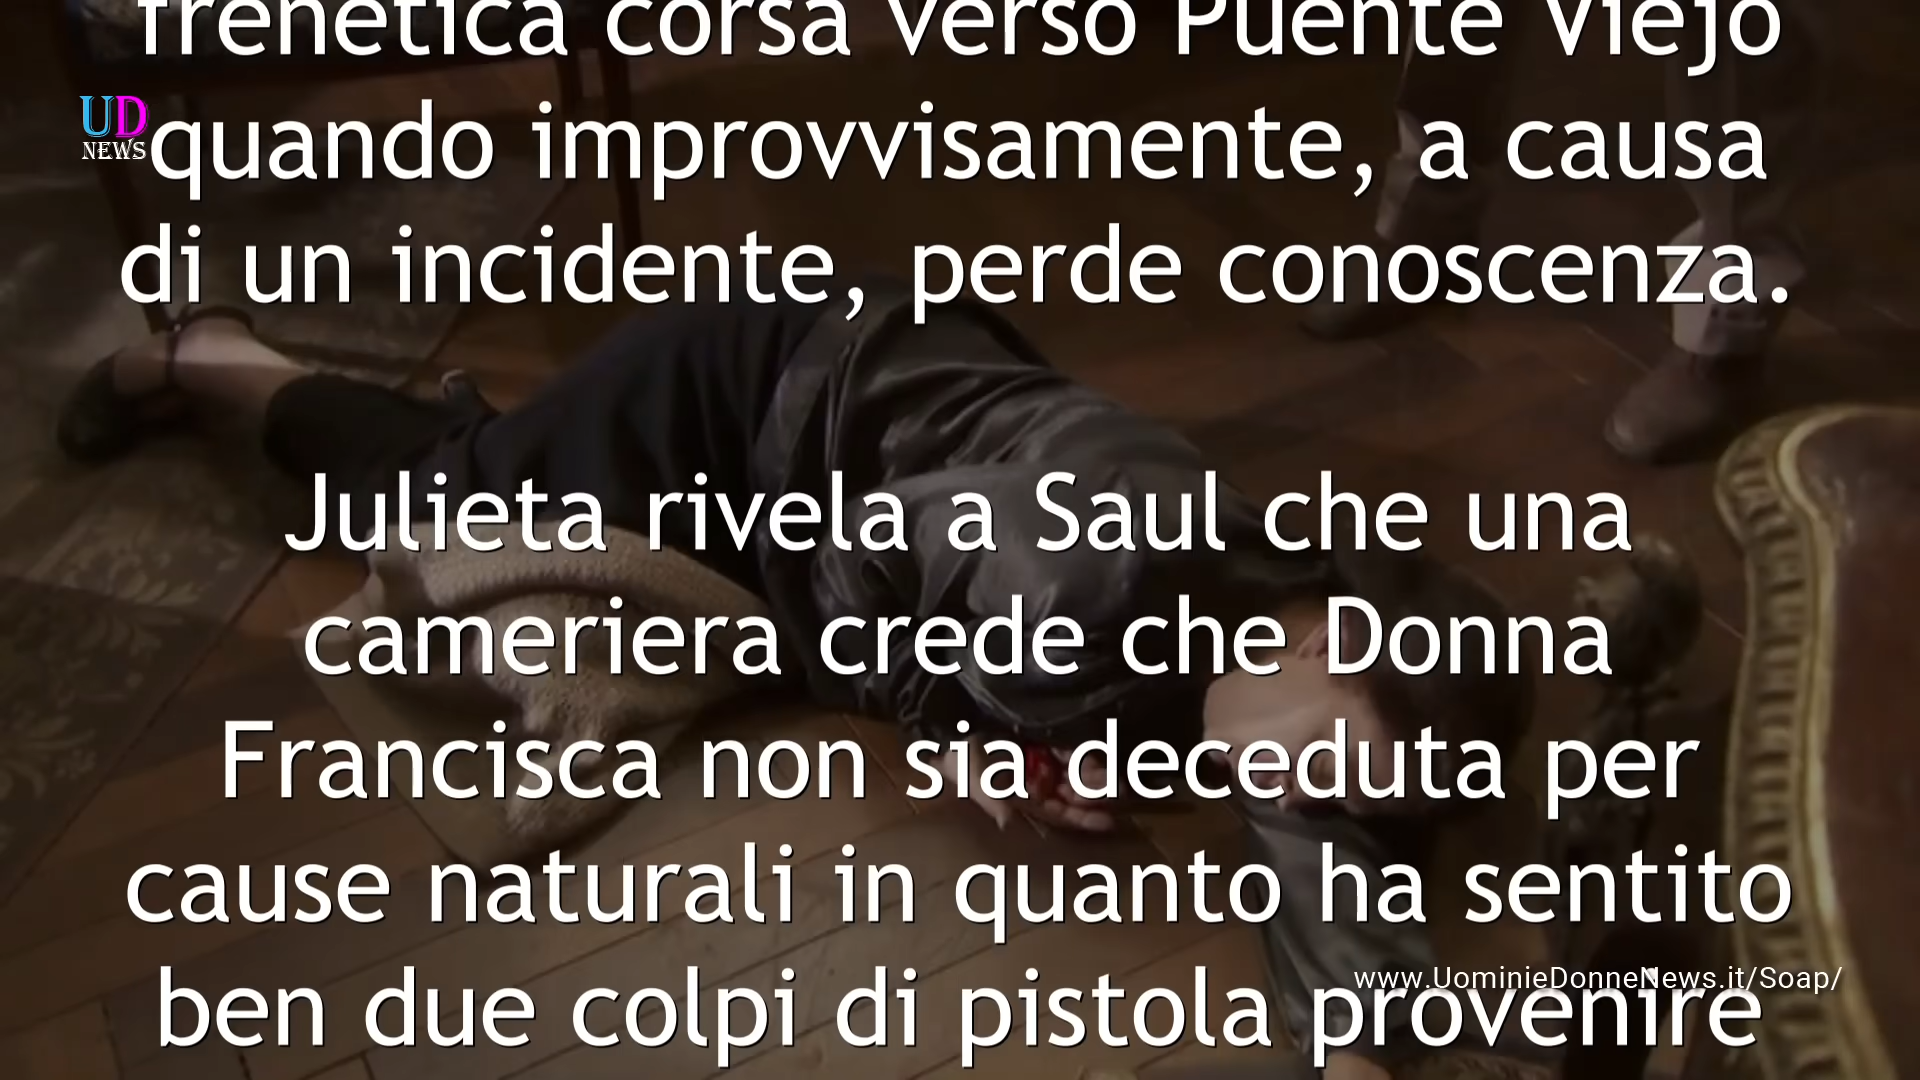 frenetica corsa verso Puente Viejo
UD
NEWS
quando improvvisamente, a causa
di un incidente, perde conoscenza.
Julieta rivela a Saul che una
cameriera crede che Donna
Francisca non sia deceduta per
cause naturali in quanto ha sentito
www.UominieDonneNews.it/Soap/
ben due colpi di pistola provenire